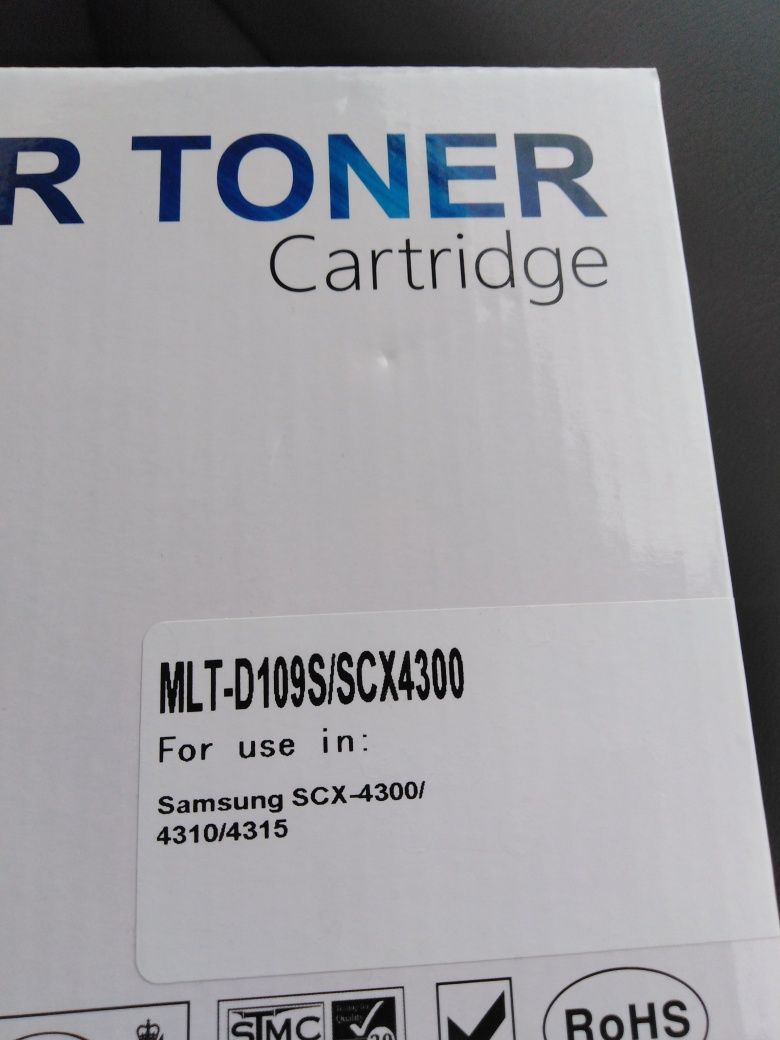 R TONER
Cartridge
MLT-D109S/SCX4300
For use in:
Samsung SCX-4300/
4310/4315
STMC
RoHS